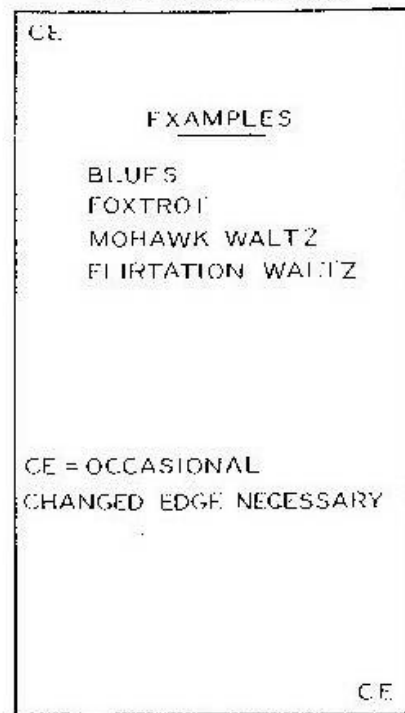 CE
EXAMPLES
BLUES
FOXTROT
MOHAWK WALTZ
FLIRTATION WALTZ
CE = OCCASIONAL
CHANGED EDGE NECESSARY
CE